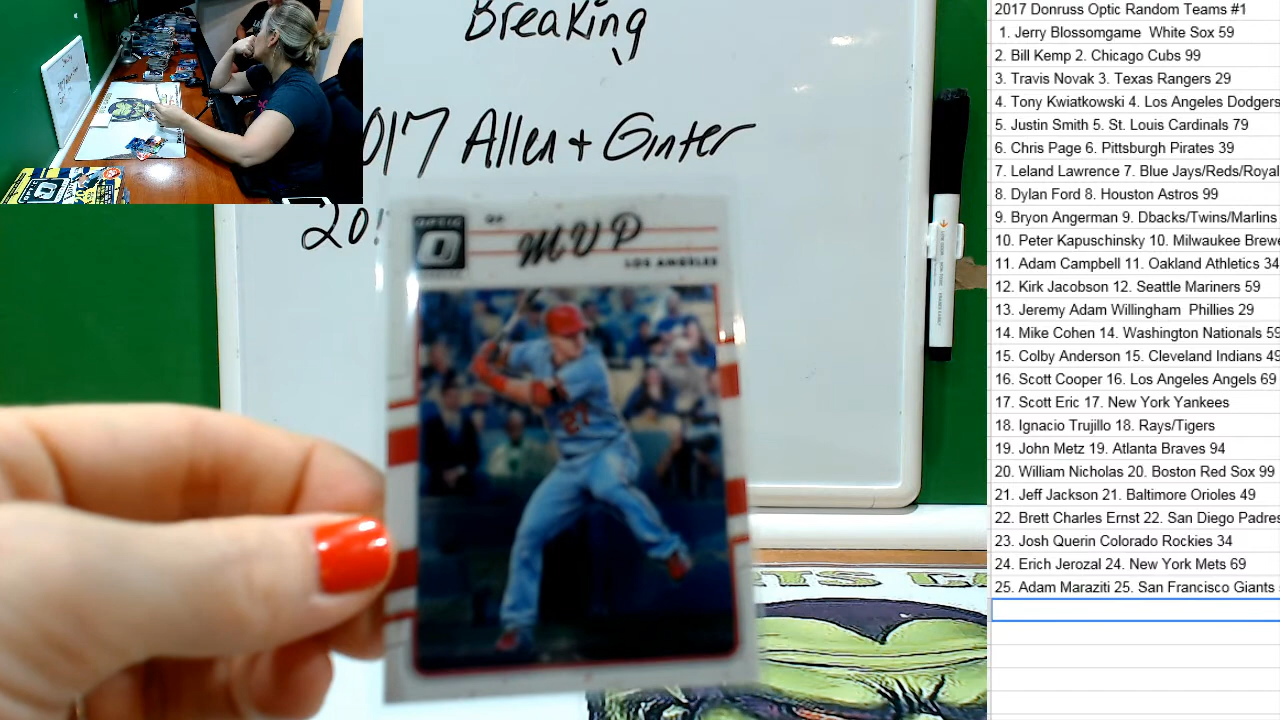 Breaking
017 Allen + Ginter
20
OPTIC
MVP
LOS ANGELES
27
2017 Donruss Optic Random Teams #1
1. Jerry Blossomgame White Sox 59
2. Bill Kemp 2. Chicago Cubs 99
3. Travis Novak 3. Texas Rangers 29
4. Tony Kwiatkowski 4. Los Angeles Dodgers
5. Justin Smith 5. St. Louis Cardinals 79
6. Chris Page 6. Pittsburgh Pirates 39
7. Leland Lawrence 7. Blue Jays/Reds/Royal
8. Dylan Ford 8. Houston Astros 99
9. Bryon Angerman 9. Dbacks/Twins/Marlins
10. Peter Kapuschinsky 10. Milwaukee Brewe
11. Adam Campbell 11. Oakland Athletics 34
12. Kirk Jacobson 12. Seattle Mariners 59
13. Jeremy Adam Willingham Phillies 29
14. Mike Cohen 14. Washington Nationals 59
15. Colby Anderson 15. Cleveland Indians 49
16. Scott Cooper 16. Los Angeles Angels 69
17. Scott Eric 17. New York Yankees
18. Ignacio Trujillo 18. Rays/Tigers
19. John Metz 19. Atlanta Braves 94
20. William Nicholas 20. Boston Red Sox 99
21. Jeff Jackson 21. Baltimore Orioles 49
22. Brett Charles Ernst 22. San Diego Padres
23. Josh Querin Colorado Rockies 34
24. Erich Jerozal 24. New York Mets 69
25. Adam Maraziti 25. San Francisco Giants